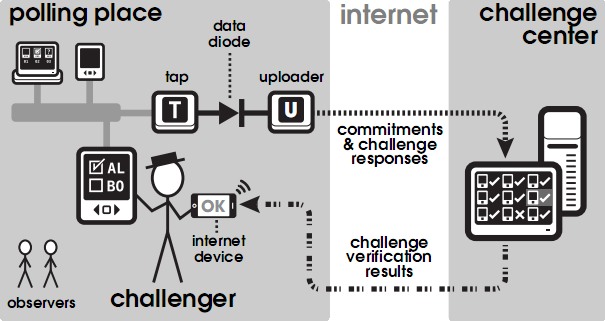 polling place
internet
challenge
center
data
diode
tap
uploader
T
U
commitments
& challenge
responses
AL
BO
OK
internet
device
challenge
verification
results
observers
challenger